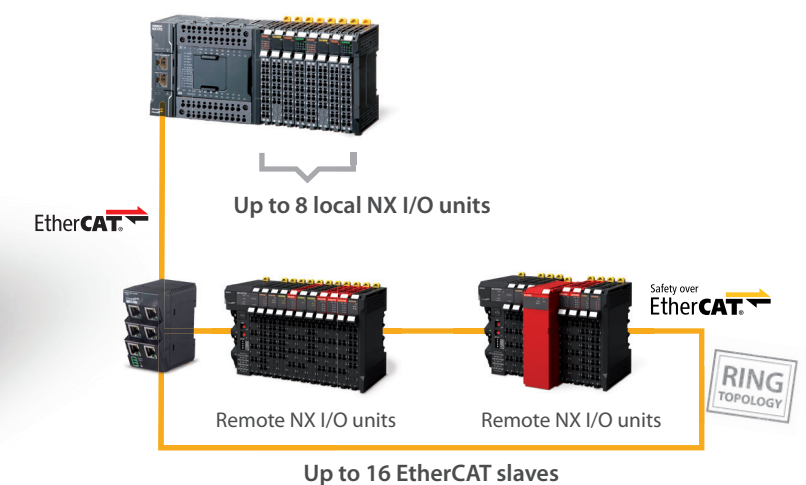 Up to 8 local NX I/O units
EtherCAT®
Safety over
EtherCAT®
RING
TOPOLOGY
Remote NX I/O units
Remote NX I/O units
Up to 16 EtherCAT slaves